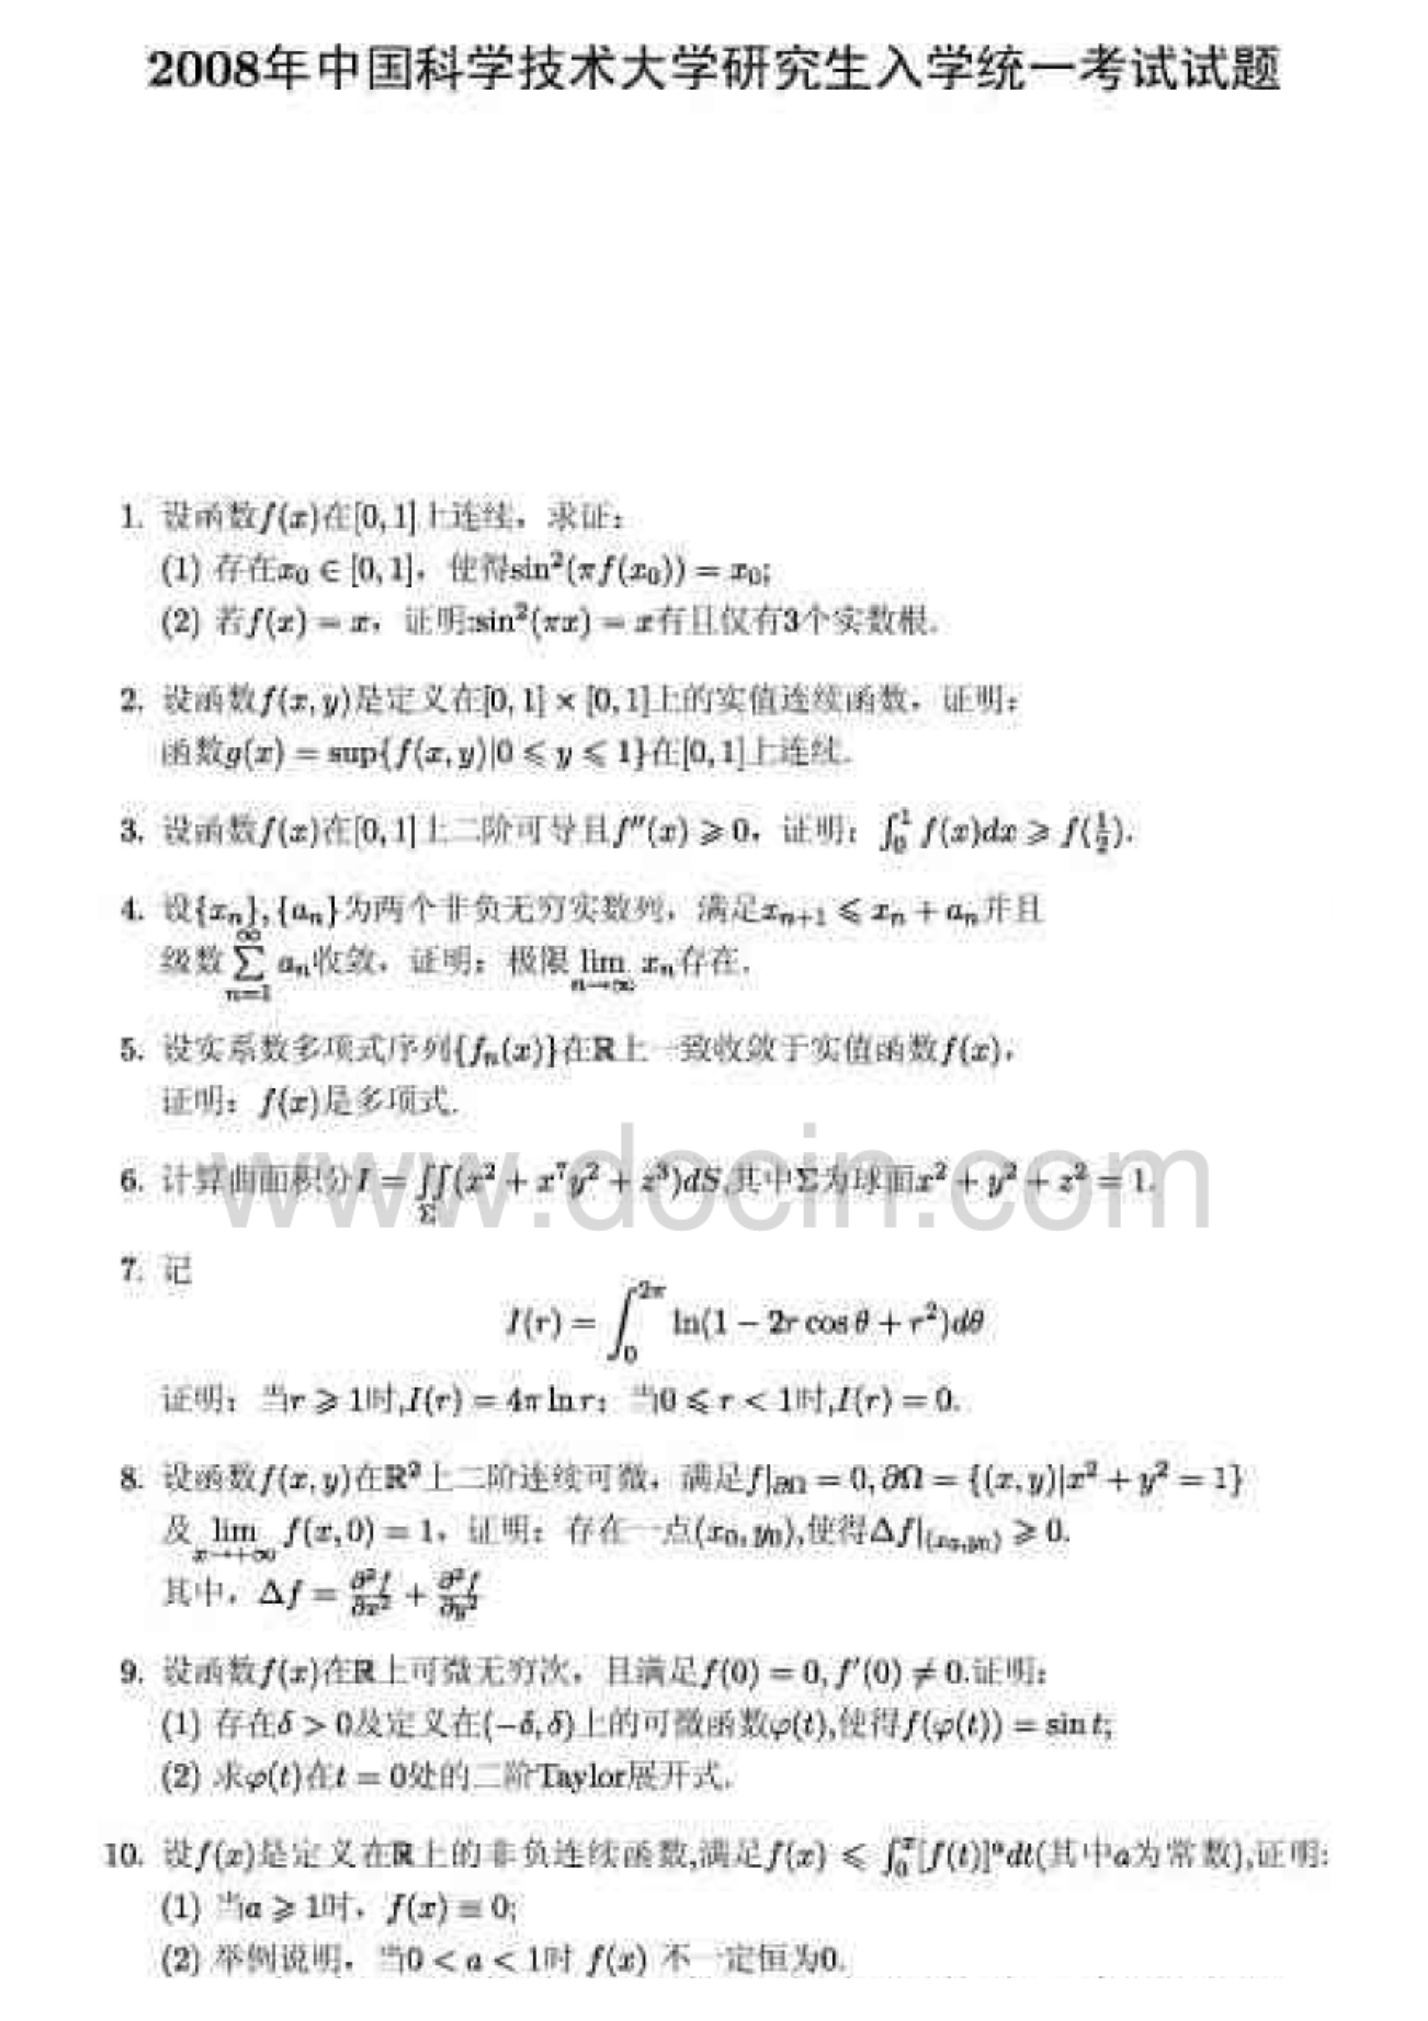 2008年中国科学技术大学研究生入学统一考试试题
1. 设函数f(x)在[0,1]上连续，求证：
(1) 存在x₀ ∈ [0,1]，使得sin²(πf(x₀)) = x₀;
(2) 若f(x) = x，证明:sin²(πx) = x有且仅有3个实数根.
2. 设函数f(x,y)是定义在[0,1] × [0,1]上的实值连续函数，证明：
函数g(x) = sup{f(x,y)|0 ⩽ y ⩽ 1}在[0,1]上连续.
3. 设函数f(x)在[0,1]上二阶可导且f″(x) ⩾ 0，证明：∫₀¹ f(x)dx ⩾ f(1/2).
4. 设{xₙ},{aₙ}为两个非负无穷实数列，满足xₙ₊₁ ⩽ xₙ + aₙ并且
级数 ∑_{n=1}^{∞} aₙ收敛，证明：极限 lim_{n→∞} xₙ存在.
5. 设实系数多项式序列{fₙ(x)}在ℝ上一致收敛于实值函数f(x)，
证明：f(x)是多项式.
www.docin.com
6. 计算曲面积分I = ∬_Σ (x² + x⁷y² + z³)dS,其中Σ为球面x² + y² + z² = 1.
7. 记
I(r) = ∫₀^{2π} ln(1 − 2r cos θ + r²)dθ
证明：当r ⩾ 1时,I(r) = 4π ln r；当0 ⩽ r < 1时,I(r) = 0.
8. 设函数f(x,y)在ℝ²上二阶连续可微，满足f|_{∂Ω} = 0, ∂Ω = {(x,y)|x² + y² = 1}
及 lim_{x→+∞} f(x,0) = 1，证明：存在一点(x₀,y₀),使得Δf|_{(x₀,y₀)} ⩾ 0.
其中，Δf = ∂²f/∂x² + ∂²f/∂y²
9. 设函数f(x)在ℝ上可微无穷次，且满足f(0) = 0, f′(0) ≠ 0.证明：
(1) 存在δ > 0及定义在(−δ,δ)上的可微函数φ(t),使得f(φ(t)) = sin t;
(2) 求φ(t)在t = 0处的二阶Taylor展开式.
10. 设f(x)是定义在ℝ上的非负连续函数,满足f(x) ⩽ ∫₀ˣ[f(t)]ᵃdt(其中a为常数),证明:
(1) 当a ⩾ 1时，f(x) ≡ 0;
(2) 举例说明，当0 < a < 1时 f(x) 不一定恒为0.